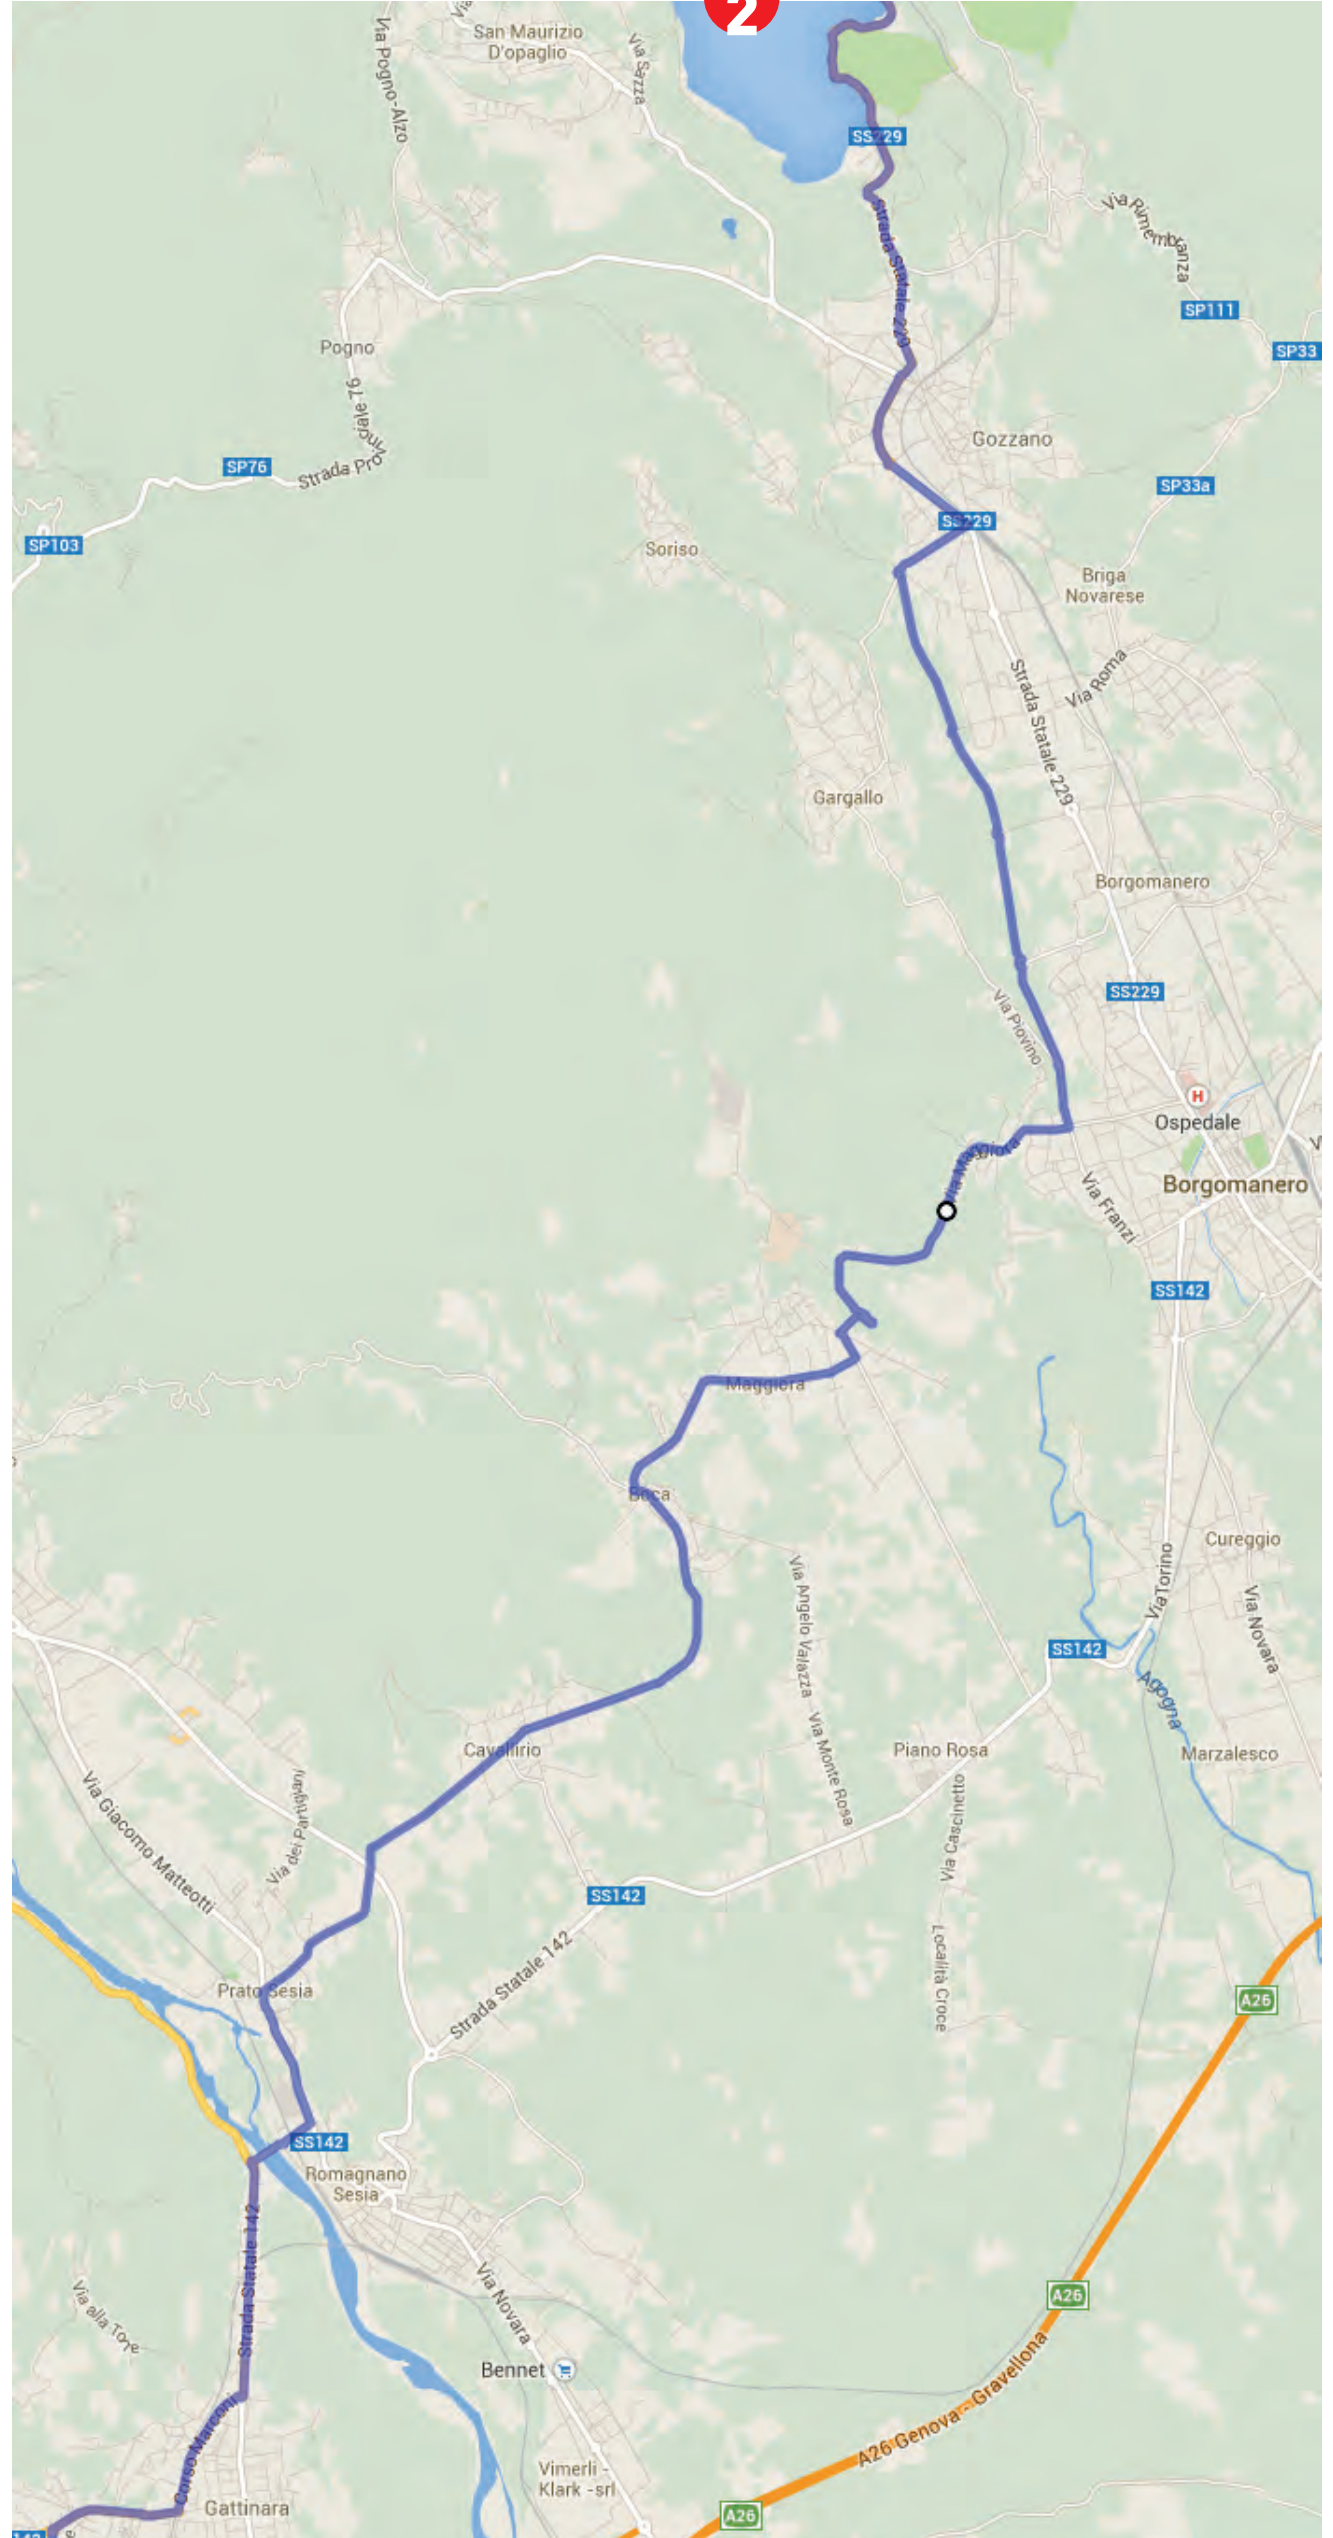 2
Via
San Maurizio
D'opaglio
Via Pogno-Alzo
Via Sazza
SS229
Via Rimembranza
Strada Statale 229
SP111
SP33
Pogno
Strada Provinciale 76
Gozzano
SP76
SP33a
SS229
SP103
Soriso
Briga
Novarese
Via Roma
Strada Statale 229
Gargallo
Borgomanero
SS229
Via Piovino
H
Ospedale
Via Maggiora
Borgomanero
Via Franzi
SS142
Maggiora
Boca
Cureggio
Via Torino
Via Angelo Valazza - Via Monte Rosa
Via Novara
SS142
Agogna
Cavallirio
Piano Rosa
Marzalesco
Via Giacomo Matteotti
Via dei Partigiani
Via Cascinetto
SS142
Località Croce
Strada Statale 142
Prato Sesia
A26
SS142
Romagnano
Sesia
Strada Statale 142
Via Novara
Via alla Torre
A26
Bennet
A26 Genova - Gravellona
Corso Marconi
Vimerli -
Klark -srl
Gattinara
A26
142